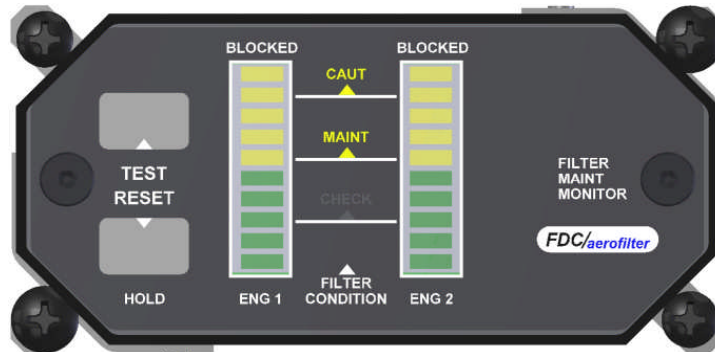 BLOCKED
BLOCKED
CAUT
MAINT
CHECK
TEST
RESET
HOLD
ENG 1
FILTER
CONDITION
ENG 2
FILTER
MAINT
MONITOR
FDC/aerofilter